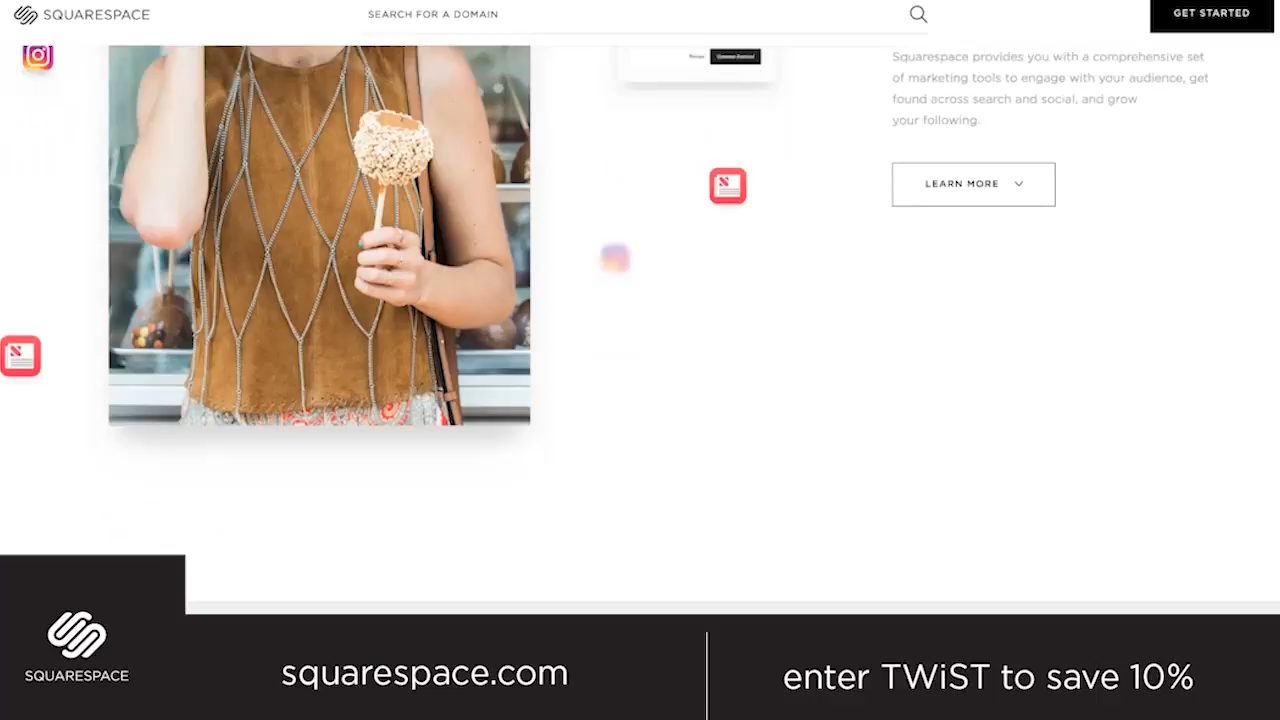 SQUARESPACE
SEARCH FOR A DOMAIN
GET STARTED
Squarespace provides you with a comprehensive set
of marketing tools to engage with your audience, get
found across search and social, and grow
your following.
LEARN MORE
SQUARESPACE
squarespace.com
enter TWiST to save 10%